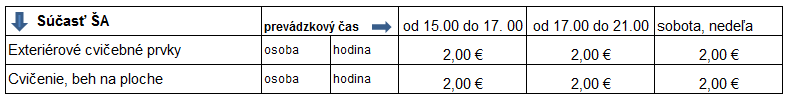 Súčasť ŠA prevádzkový čas od 15.00 do 17. 00 od 17.00 do 21.00 sobota, nedeľa
Exteriérové cvičebné prvky osoba hodina 2,00 € 2,00 € 2,00 €
Cvičenie, beh na ploche osoba hodina 2,00 € 2,00 € 2,00 €